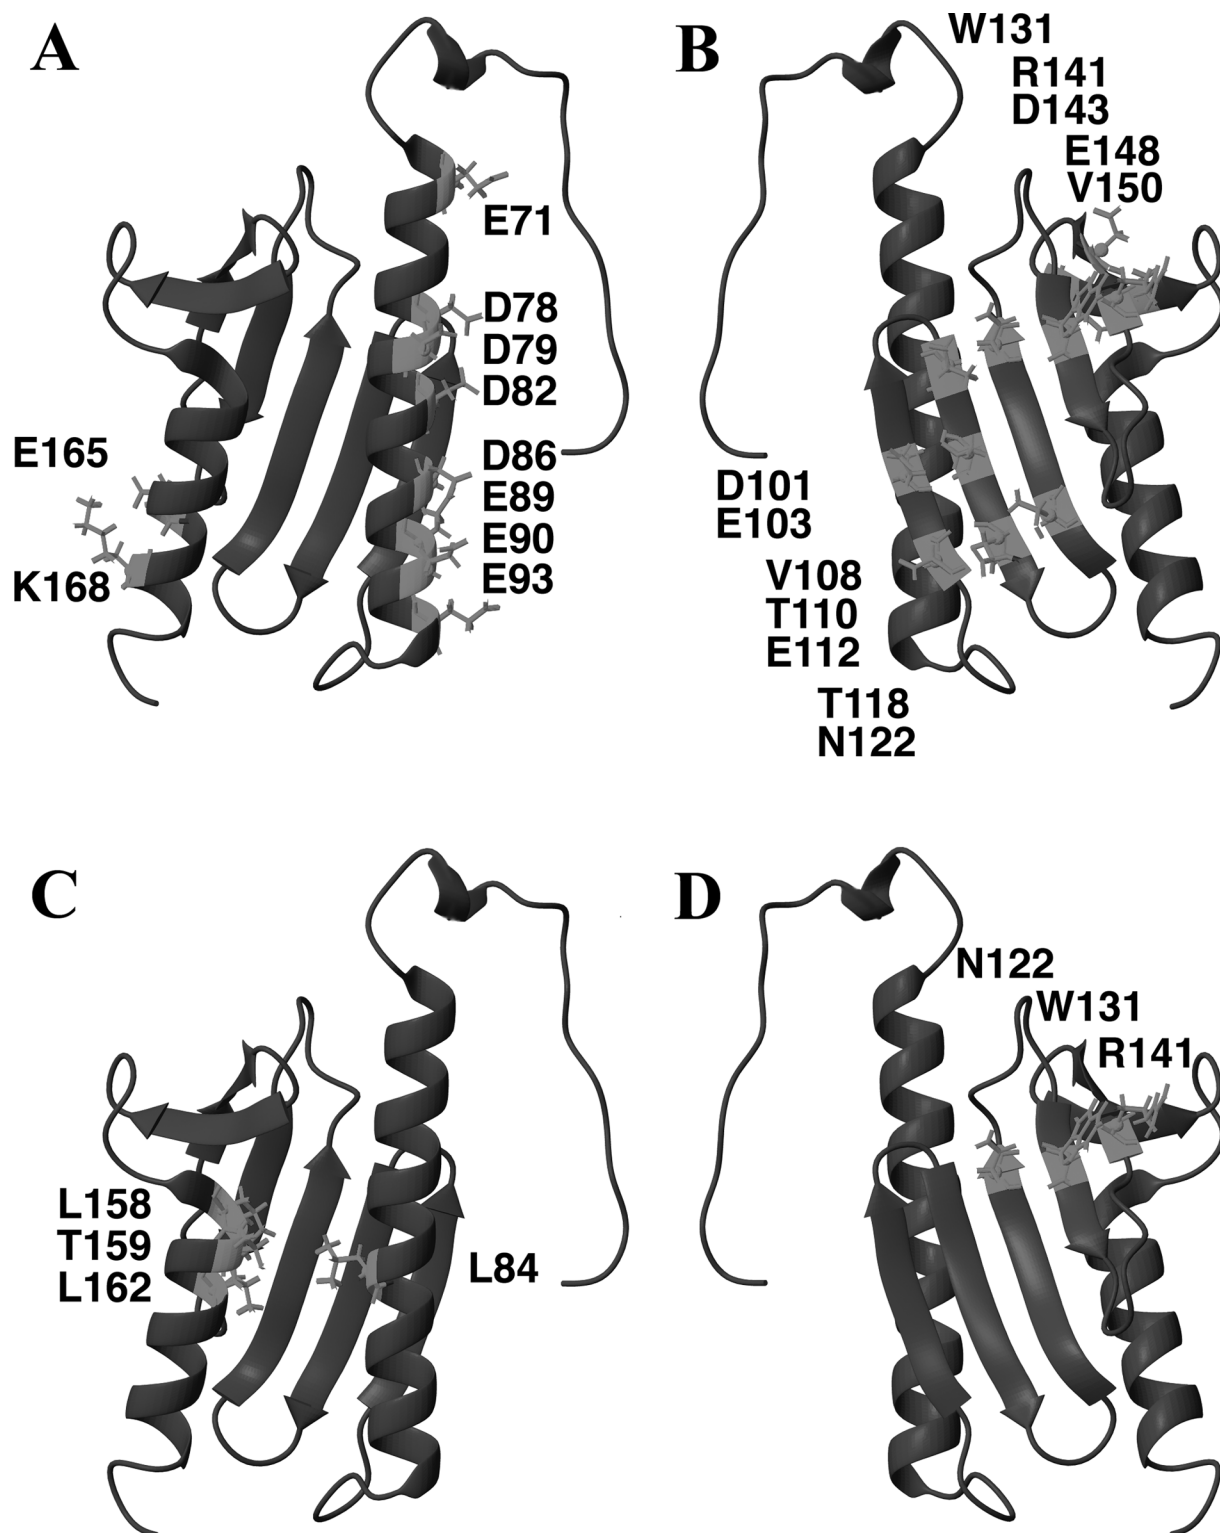 A
E71
D78
D79
D82
D86
E89
E90
E93
E165
K168
B
W131
R141
D143
E148
V150
D101
E103
V108
T110
E112
T118
N122
C
L158
T159
L162
L84
D
N122
W131
R141